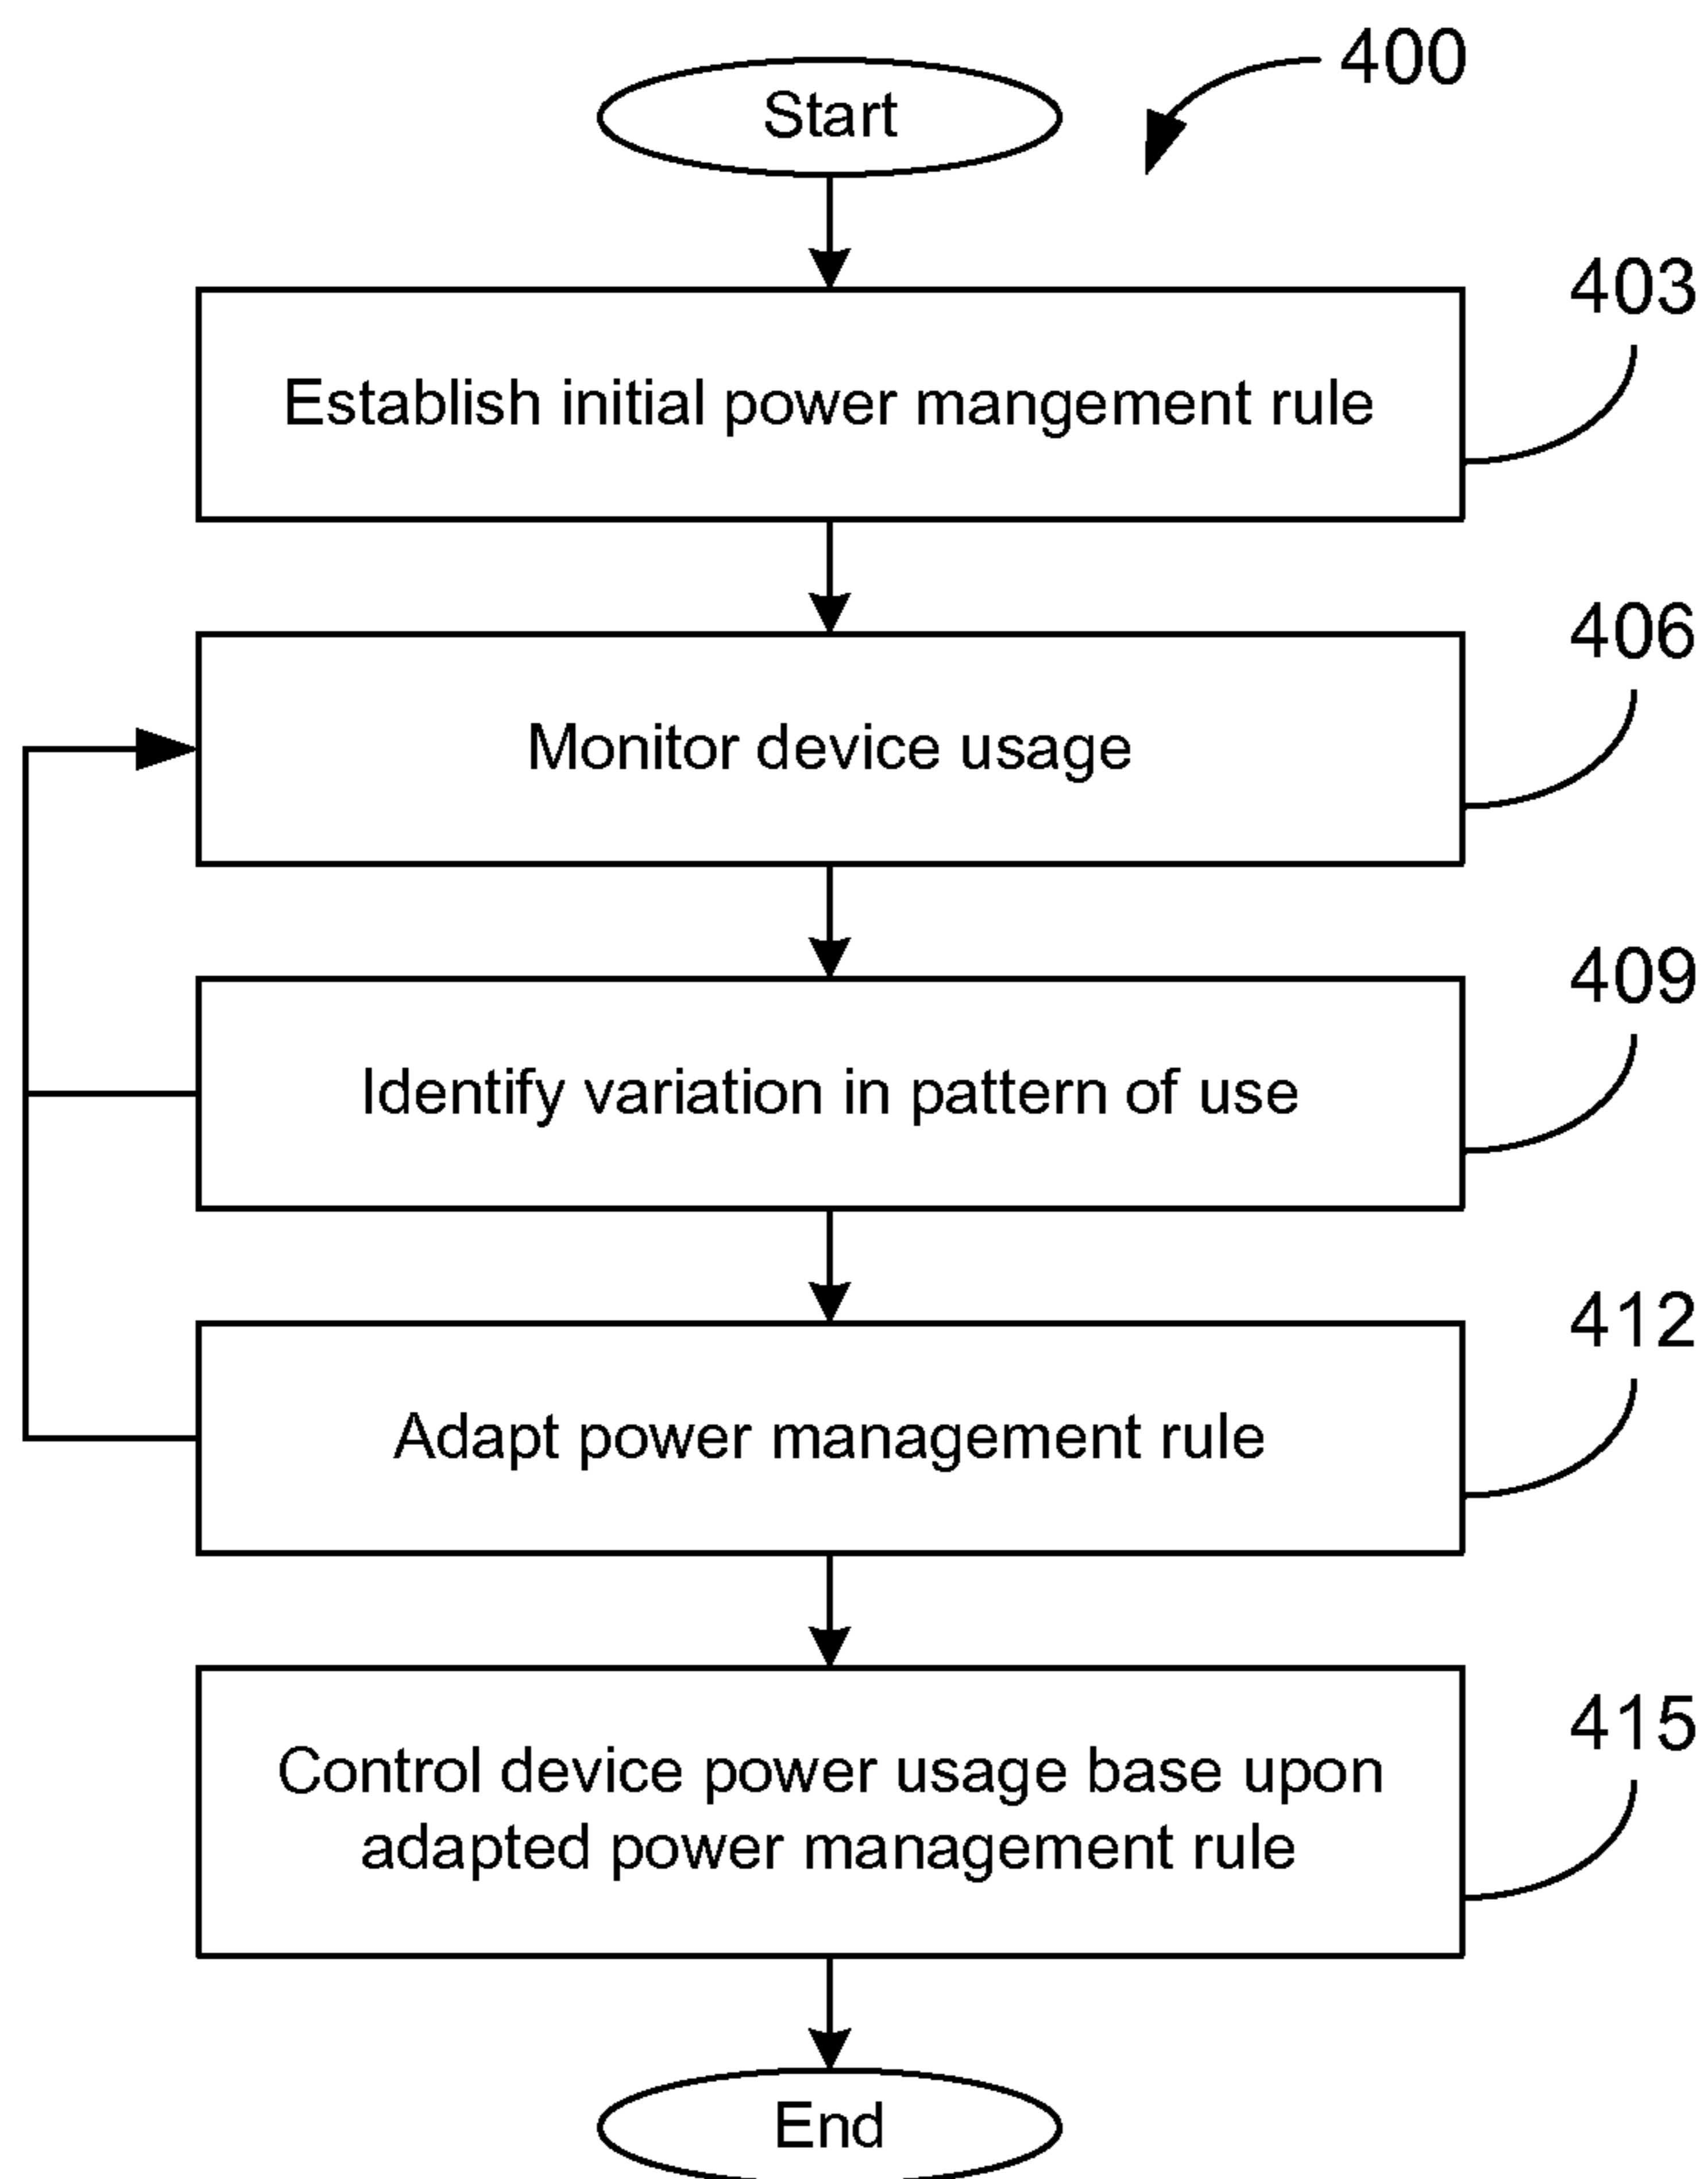 400
Start
403
Establish initial power mangement rule
406
Monitor device usage
409
Identify variation in pattern of use
412
Adapt power management rule
415
Control device power usage base upon
adapted power management rule
End